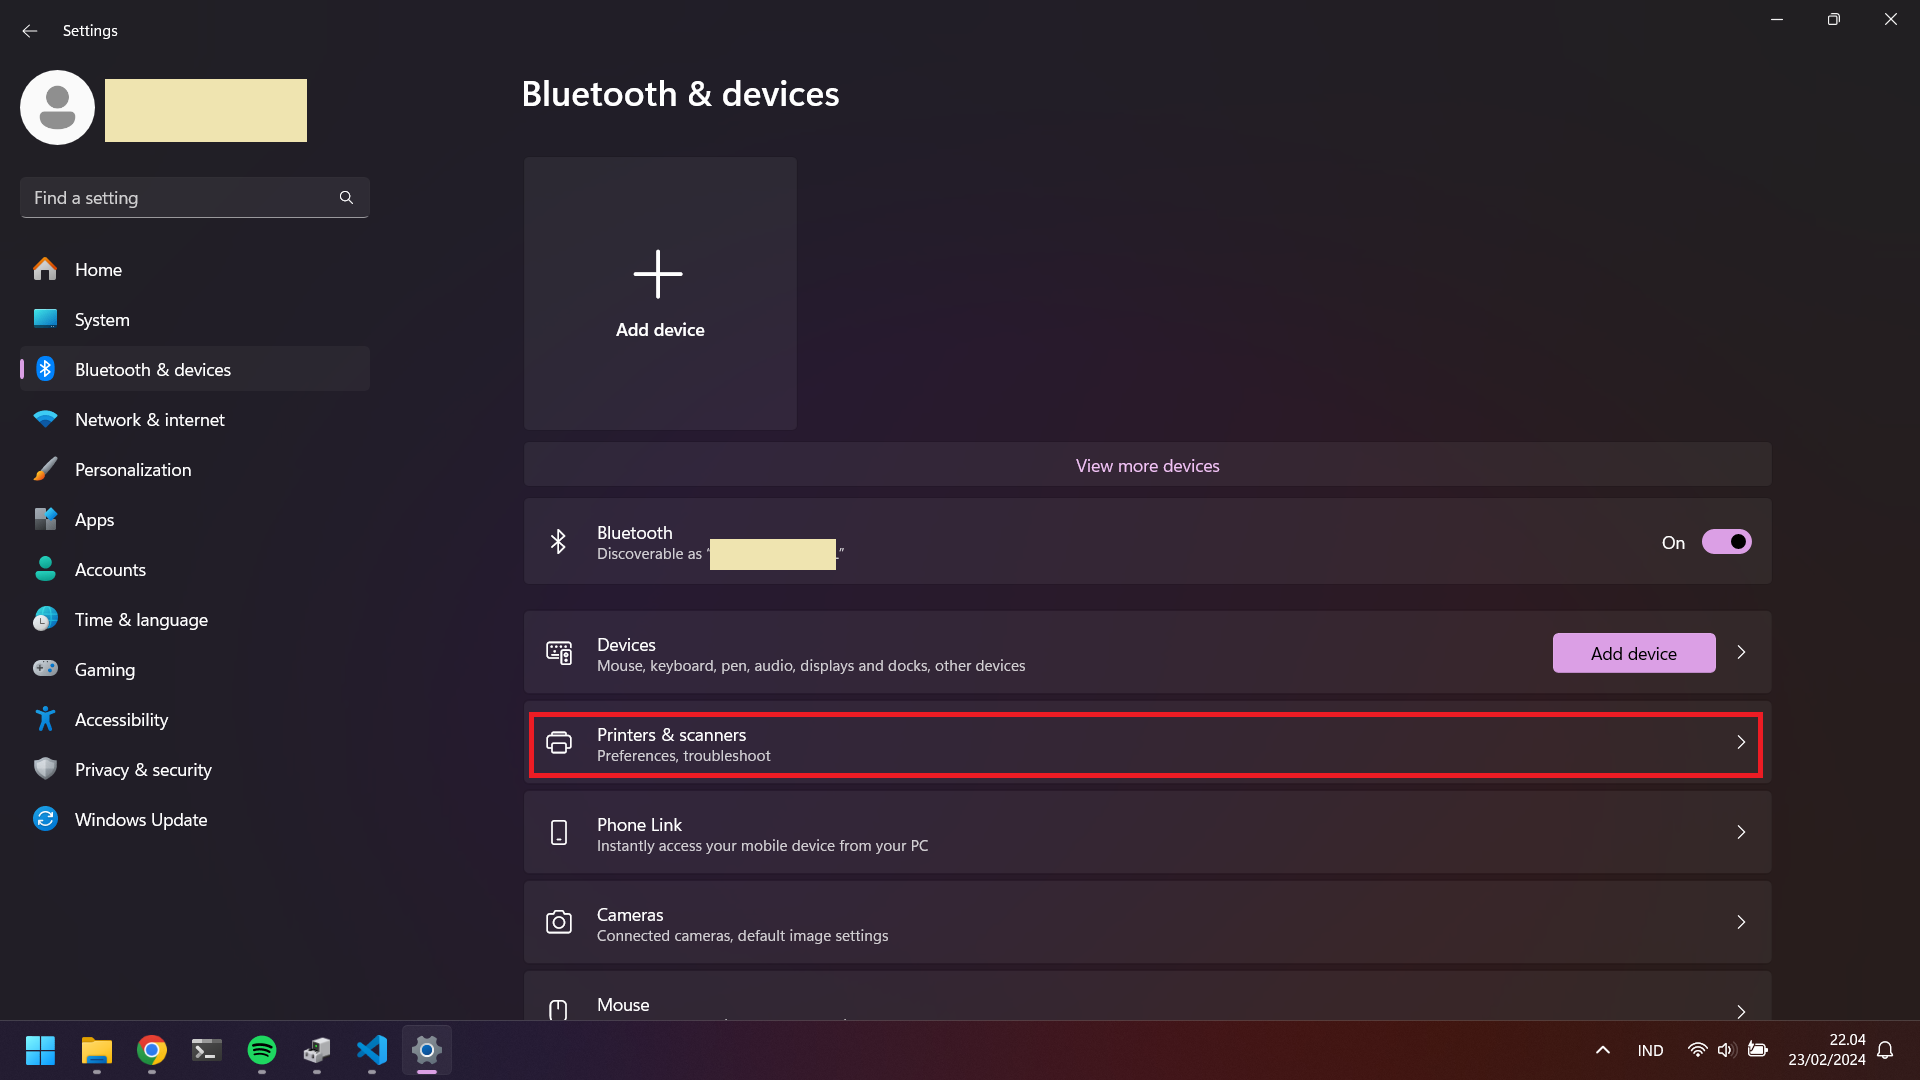 Settings
Find a setting
Home
System
Bluetooth & devices
Network & internet
Personalization
Apps
Accounts
Time & language
Gaming
Accessibility
Privacy & security
Windows Update
Bluetooth & devices
Add device
View more devices
Bluetooth
Discoverable as “ ”
On
Devices
Mouse, keyboard, pen, audio, displays and docks, other devices
Add device
Printers & scanners
Preferences, troubleshoot
Phone Link
Instantly access your mobile device from your PC
Cameras
Connected cameras, default image settings
Mouse
IND
22.04
23/02/2024